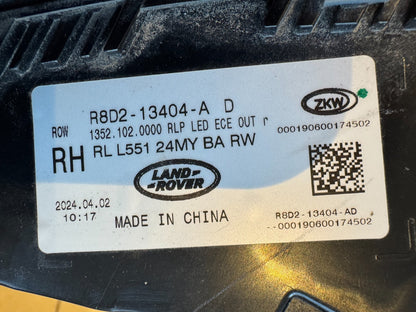 R8D2-13404-A D
ROW
1352.102.0000 RLP LED ECE OUT r
RH RL L551 24MY BA RW
LAND-ROVER
2024.04.02
10:17
MADE IN CHINA
ZKW
000190600174502
R8D2-13404-AD
--000190600174502